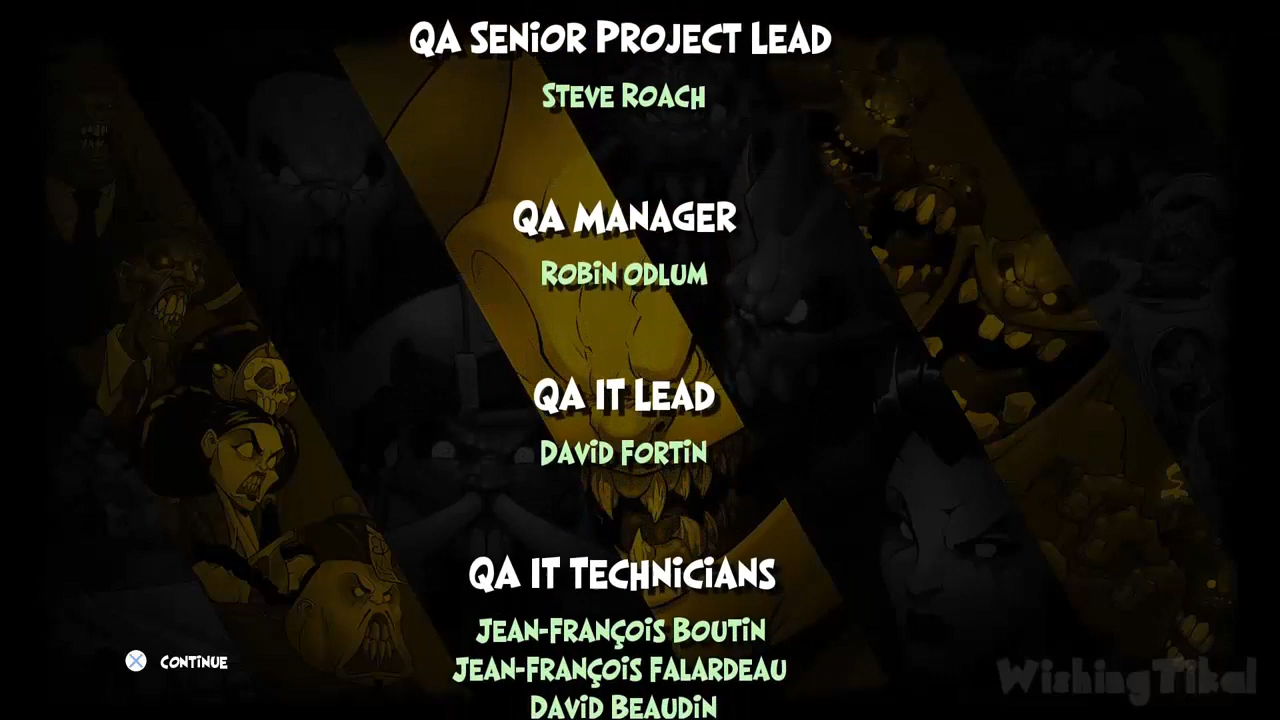 QA Senior Project Lead
Steve Roach
QA Manager
Robin Odlum
QA IT Lead
David Fortin
QA IT Technicians
Jean-François Boutin
Jean-François Falardeau
David Beaudin
Continue
WishingTikal